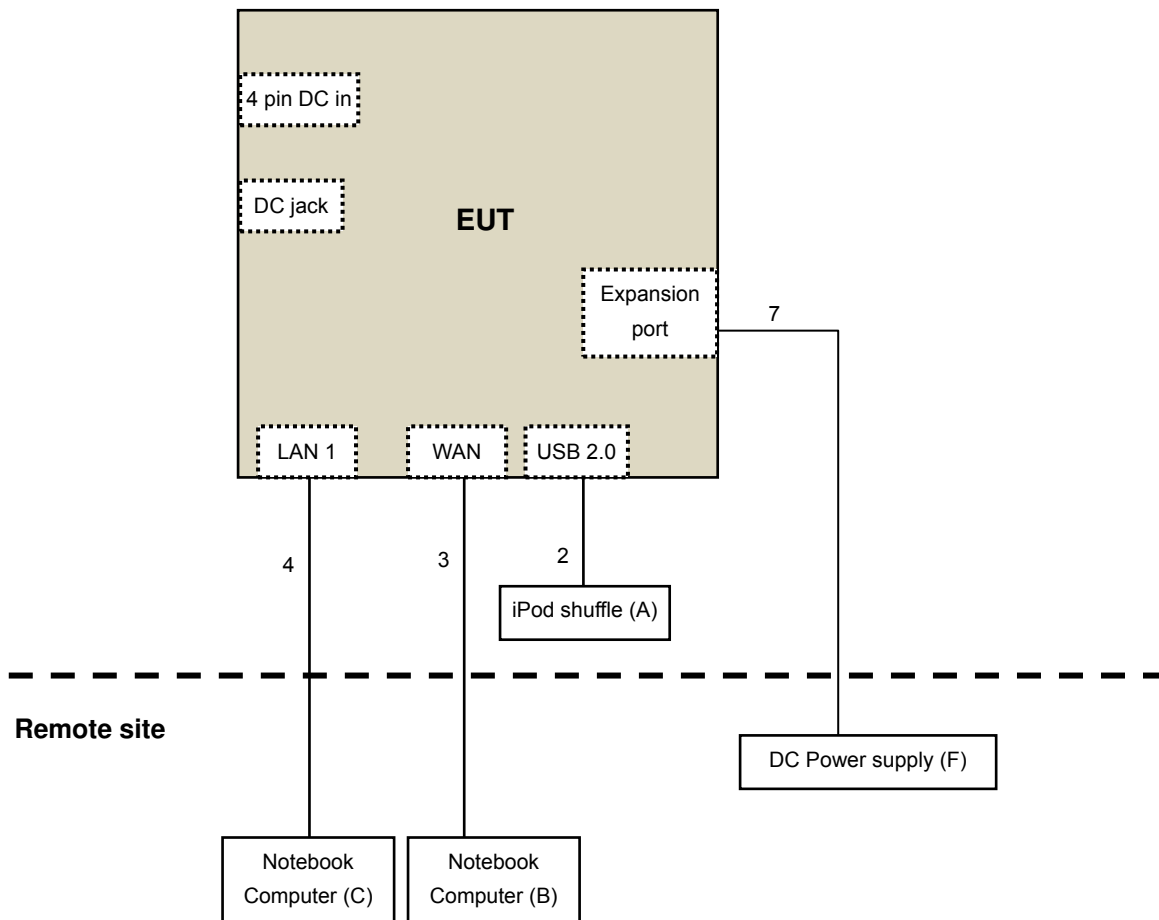 4 pin DC in
DC jack
EUT
Expansion
port
7
LAN 1
WAN
USB 2.0
4
3
2
iPod shuffle (A)
Remote site
DC Power supply (F)
Notebook
Computer (C)
Notebook
Computer (B)